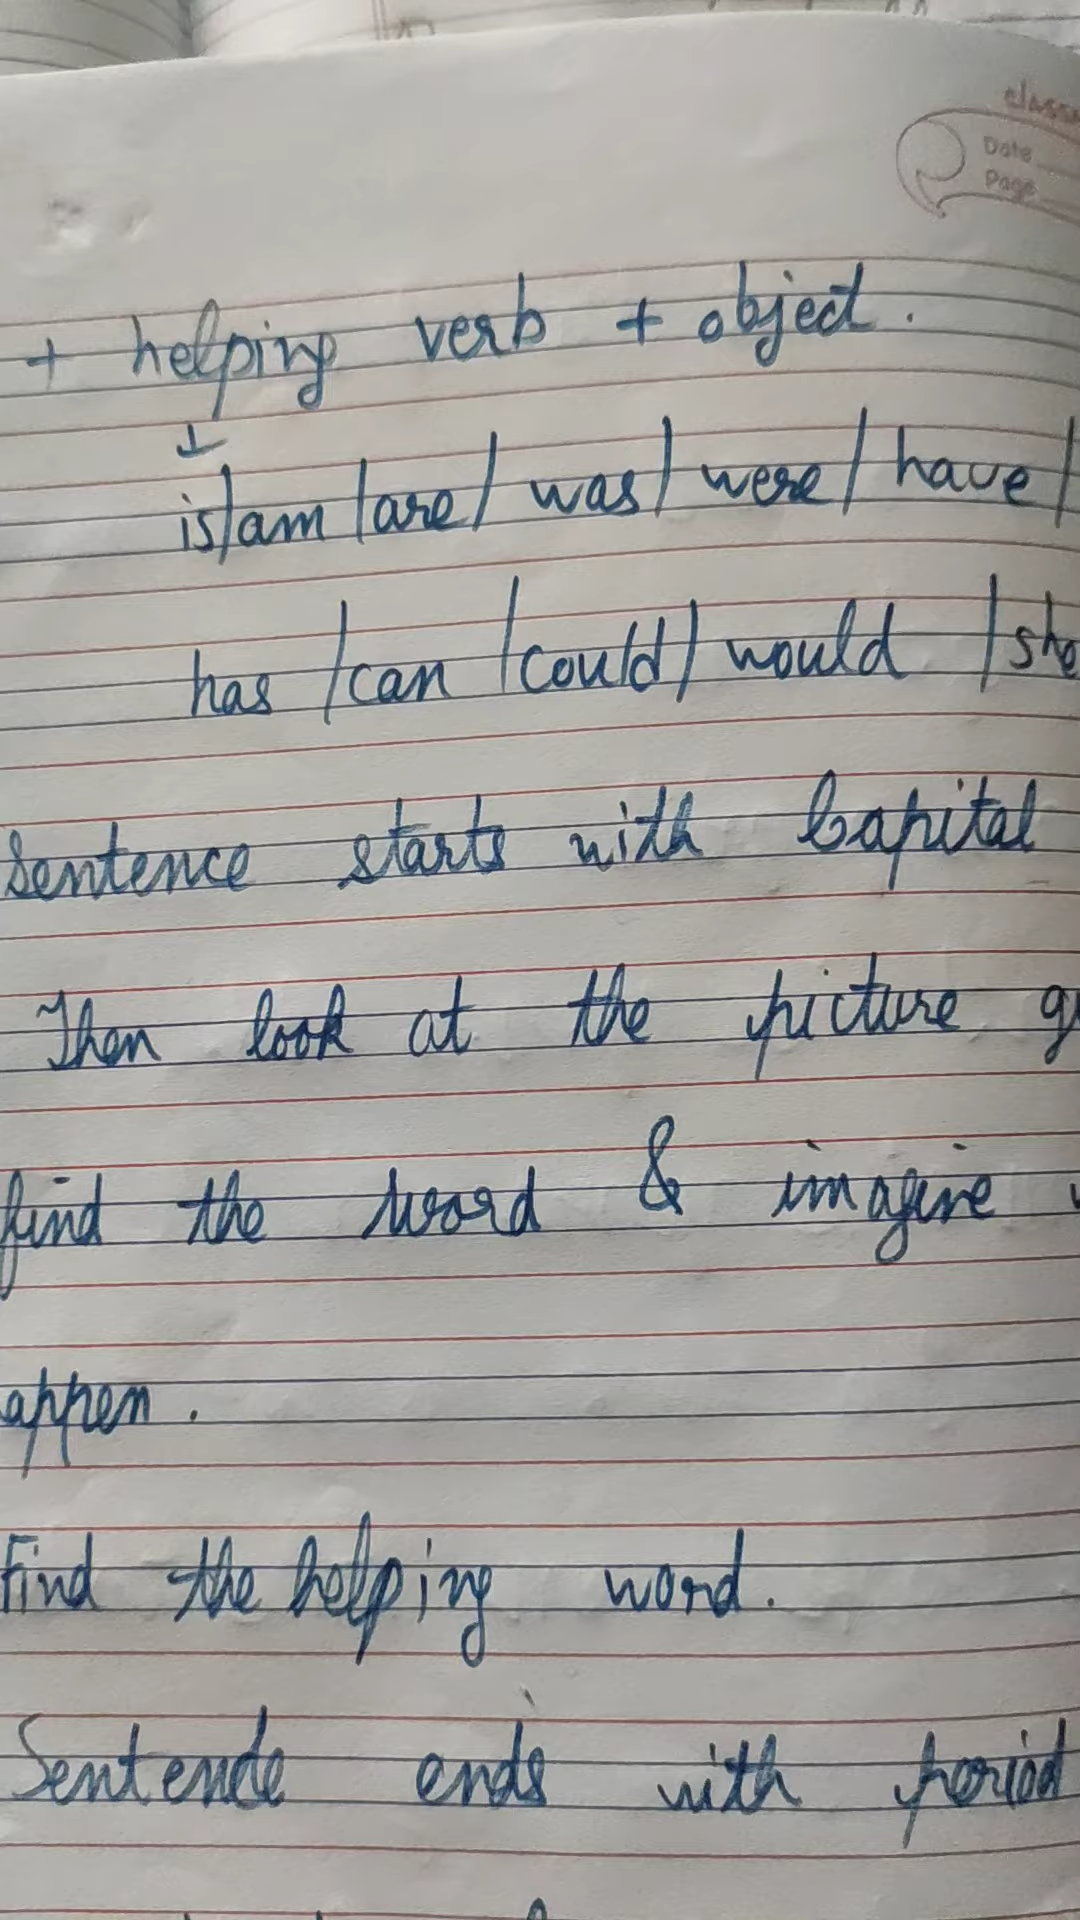 Date
Page
+ helping verb + object.
↓
is/am/are/was/were/have/
has/can/could/would/sho
Sentence starts with Capital
Then look at the picture
find the word & imagine
appen.
Find the helping word.
Sentende ends with period